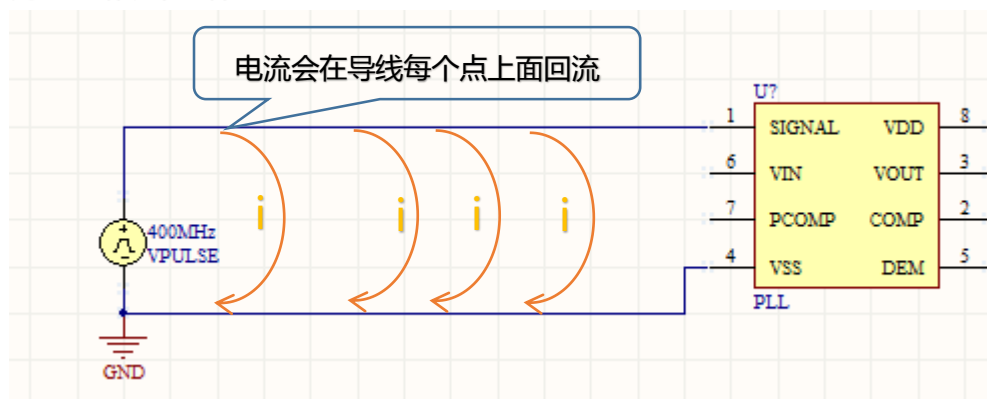 电流会在导线每个点上面回流
U?
1 SIGNAL VDD 8
6 VIN VOUT 3
7 PCOMP COMP 2
4 VSS DEM 5
PLL
i i i i
400MHz
VPULSE
GND